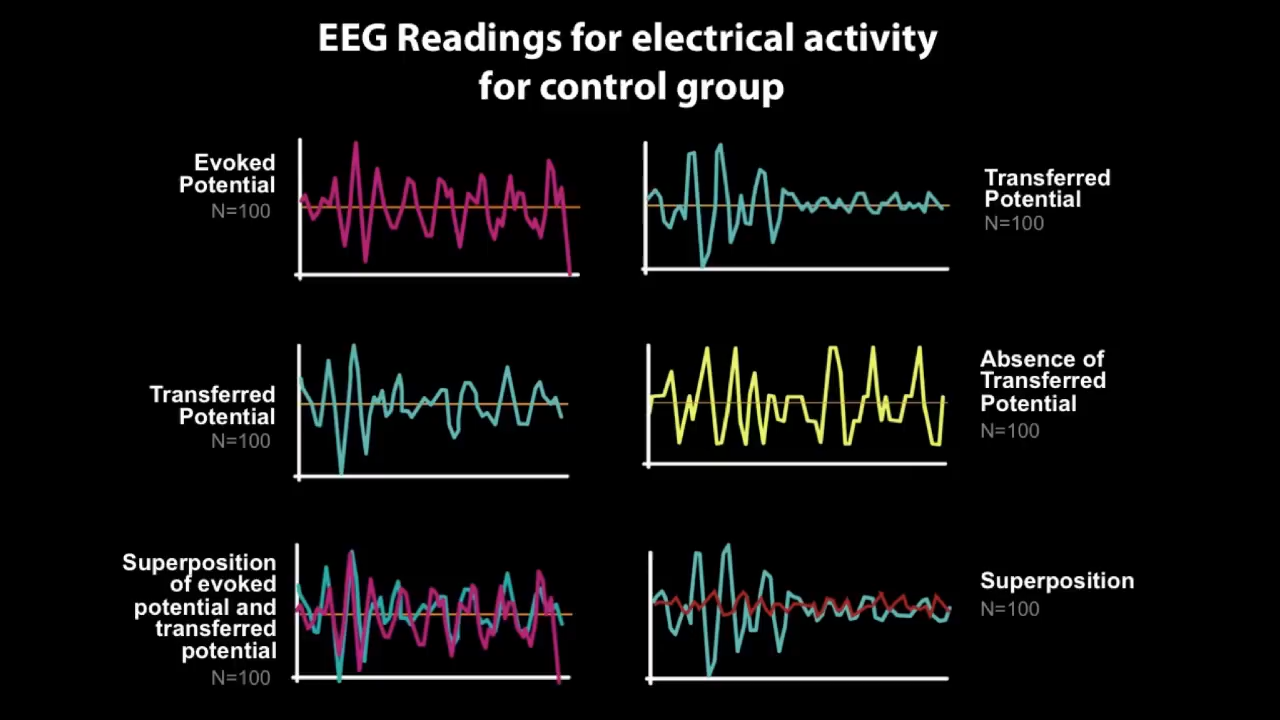 EEG Readings for electrical activity
for control group
Evoked
Potential
N=100
Transferred
Potential
N=100
Transferred
Potential
N=100
Absence of
Transferred
Potential
N=100
Superposition
of evoked
potential and
transferred
potential
N=100
Superposition
N=100